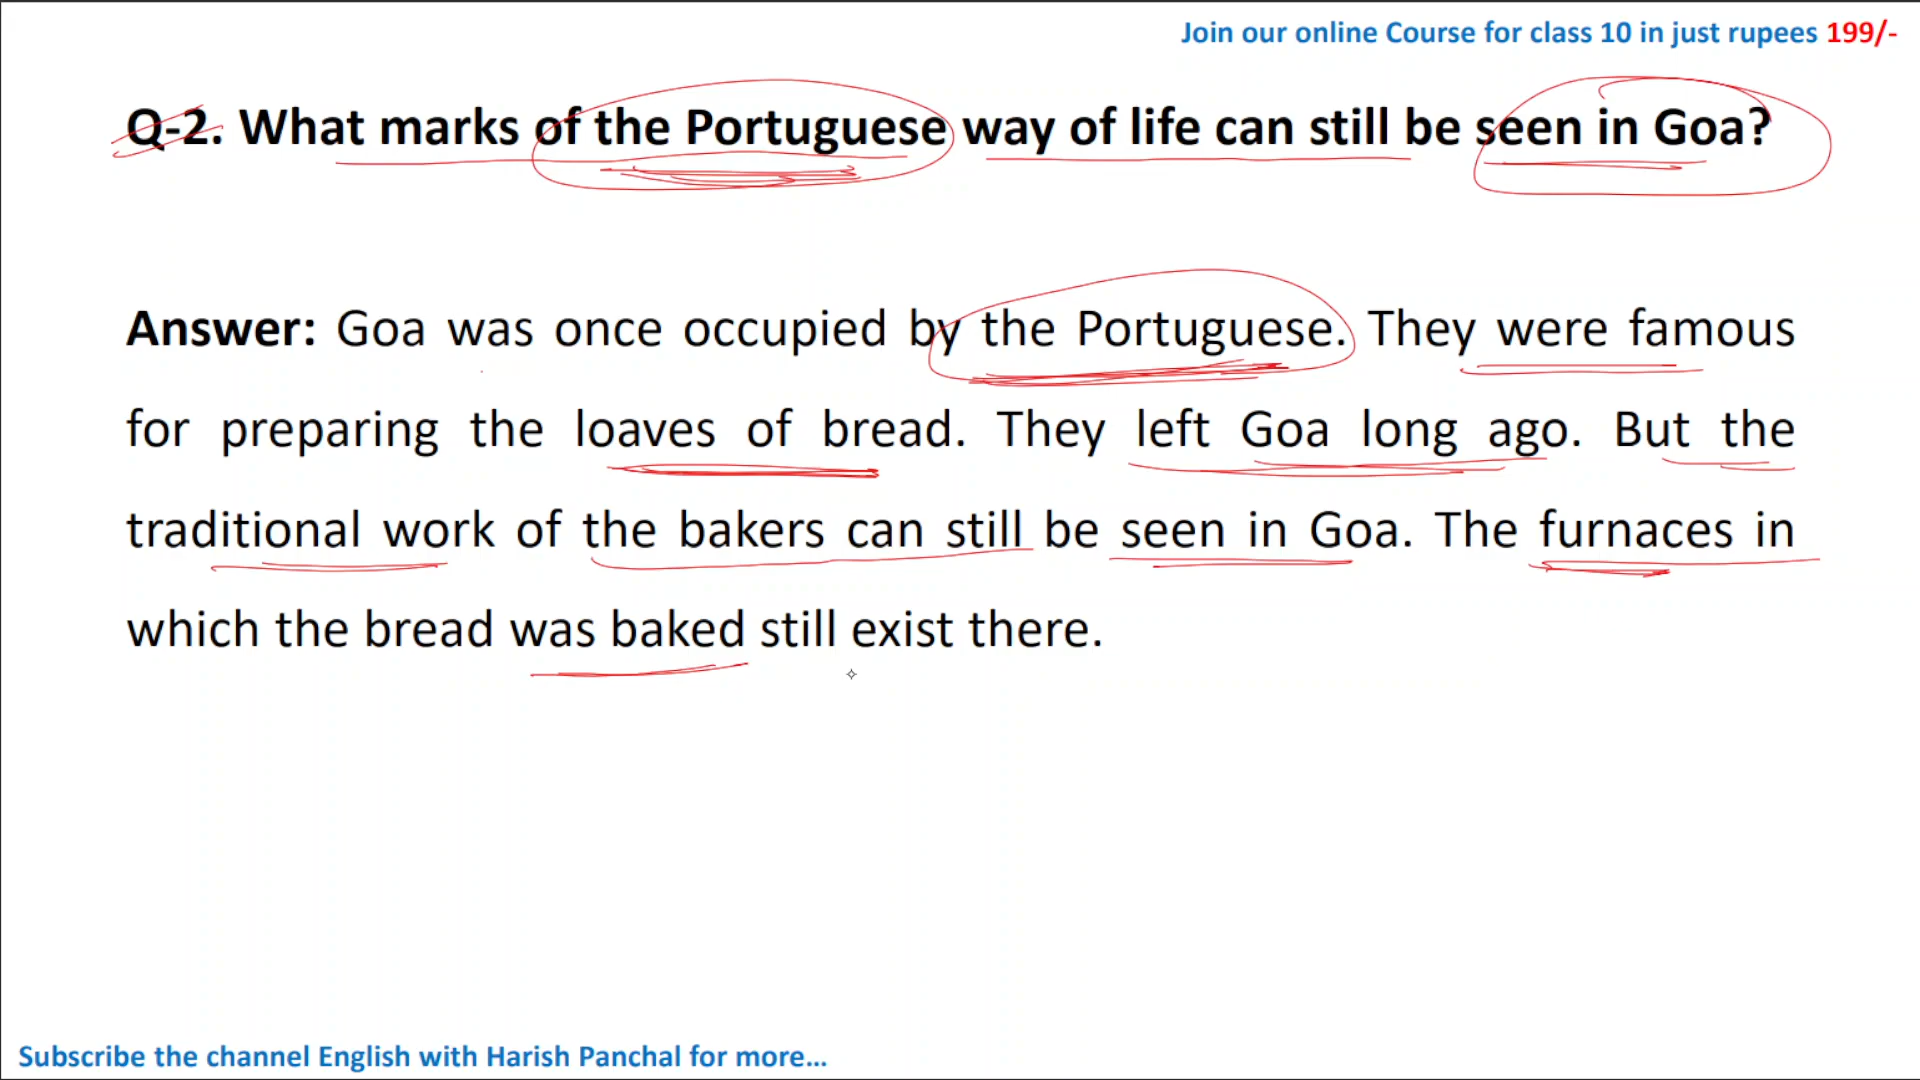 Join our online Course for class 10 in just rupees 199/-
Q-2. What marks of the Portuguese way of life can still be seen in Goa?
Answer: Goa was once occupied by the Portuguese. They were famous
for preparing the loaves of bread. They left Goa long ago. But the
traditional work of the bakers can still be seen in Goa. The furnaces in
which the bread was baked still exist there.
Subscribe the channel English with Harish Panchal for more...